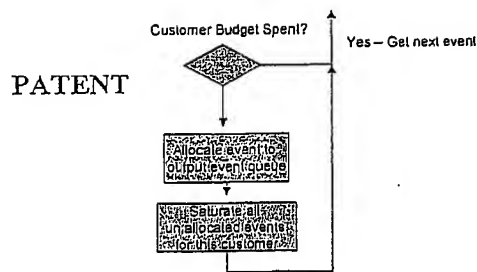 Customer Budget Spent?
Yes – Get next event
PATENT
Allocate event to
output event queue
Saturate all
unallocated events
for this customer